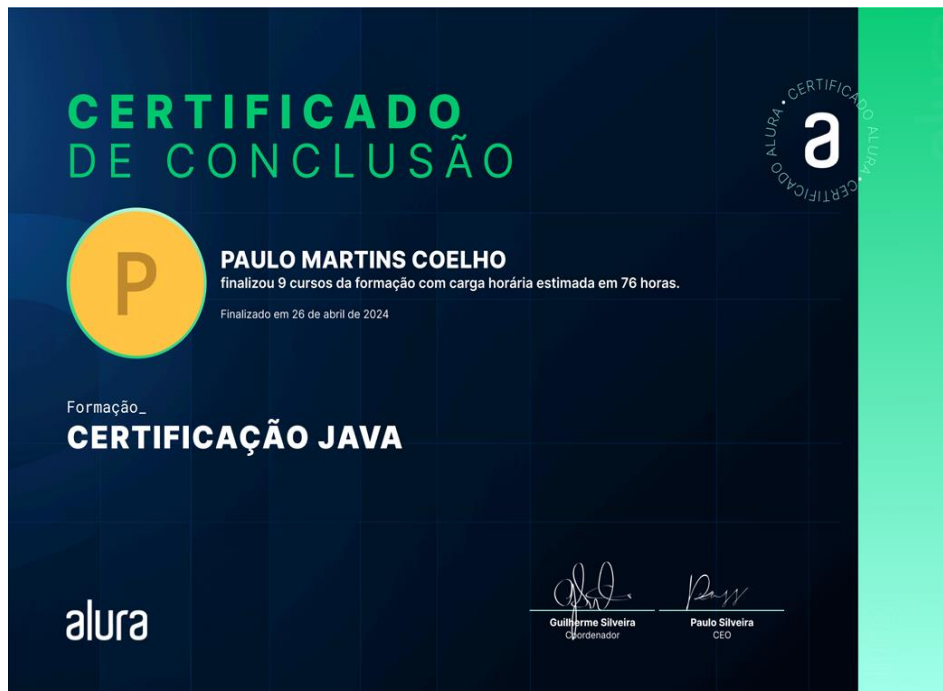 CERTIFICADO
DE CONCLUSÃO
CERTIFICADO ALURA • CERTIFICADO ALURA •
a
P
PAULO MARTINS COELHO
finalizou 9 cursos da formação com carga horária estimada em 76 horas.
Finalizado em 26 de abril de 2024
Formação_
CERTIFICAÇÃO JAVA
alura
Guilherme Silveira
Coordenador
Paulo Silveira
CEO